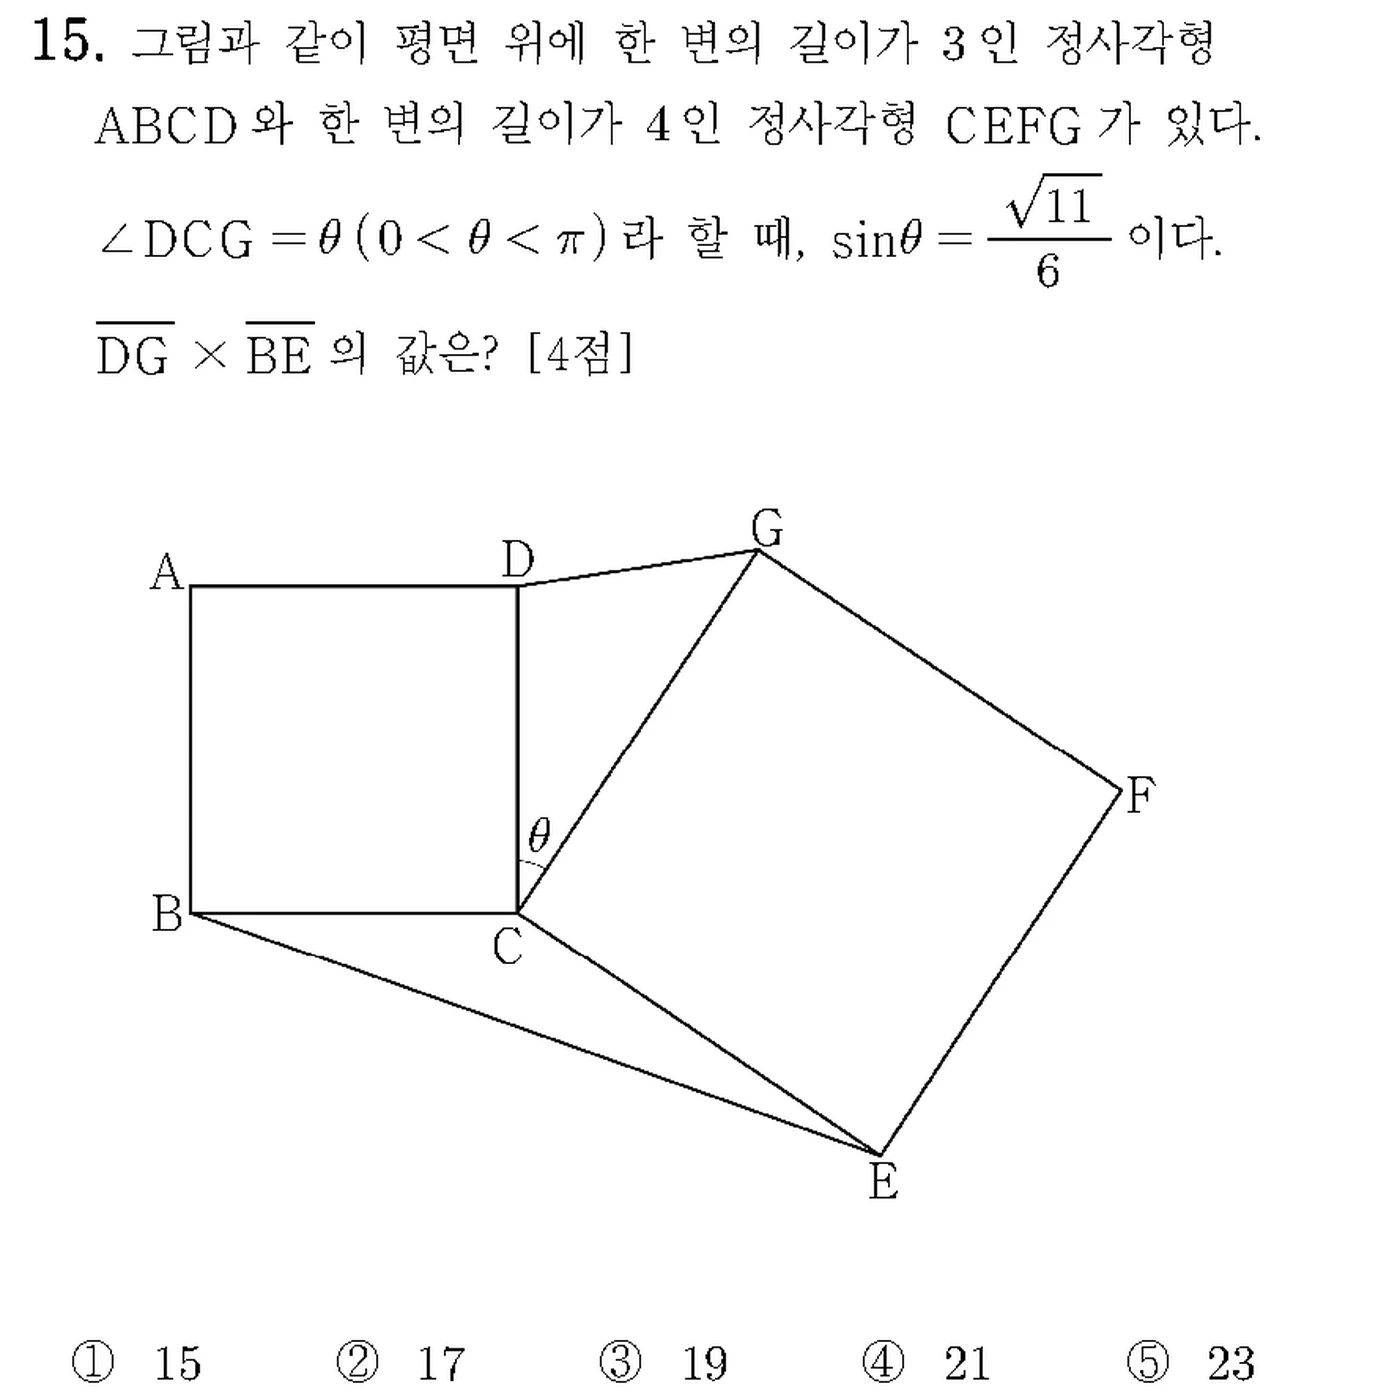 15. 그림과 같이 평면 위에 한 변의 길이가 3인 정사각형
ABCD와 한 변의 길이가 4인 정사각형 CEFG가 있다.
∠DCG = θ (0 < θ < π)라 할 때, sinθ = √11/6 이다.
DG × BE의 값은? [4점]
G
D
A
F
θ
B
C
E
① 15 ② 17 ③ 19 ④ 21 ⑤ 23